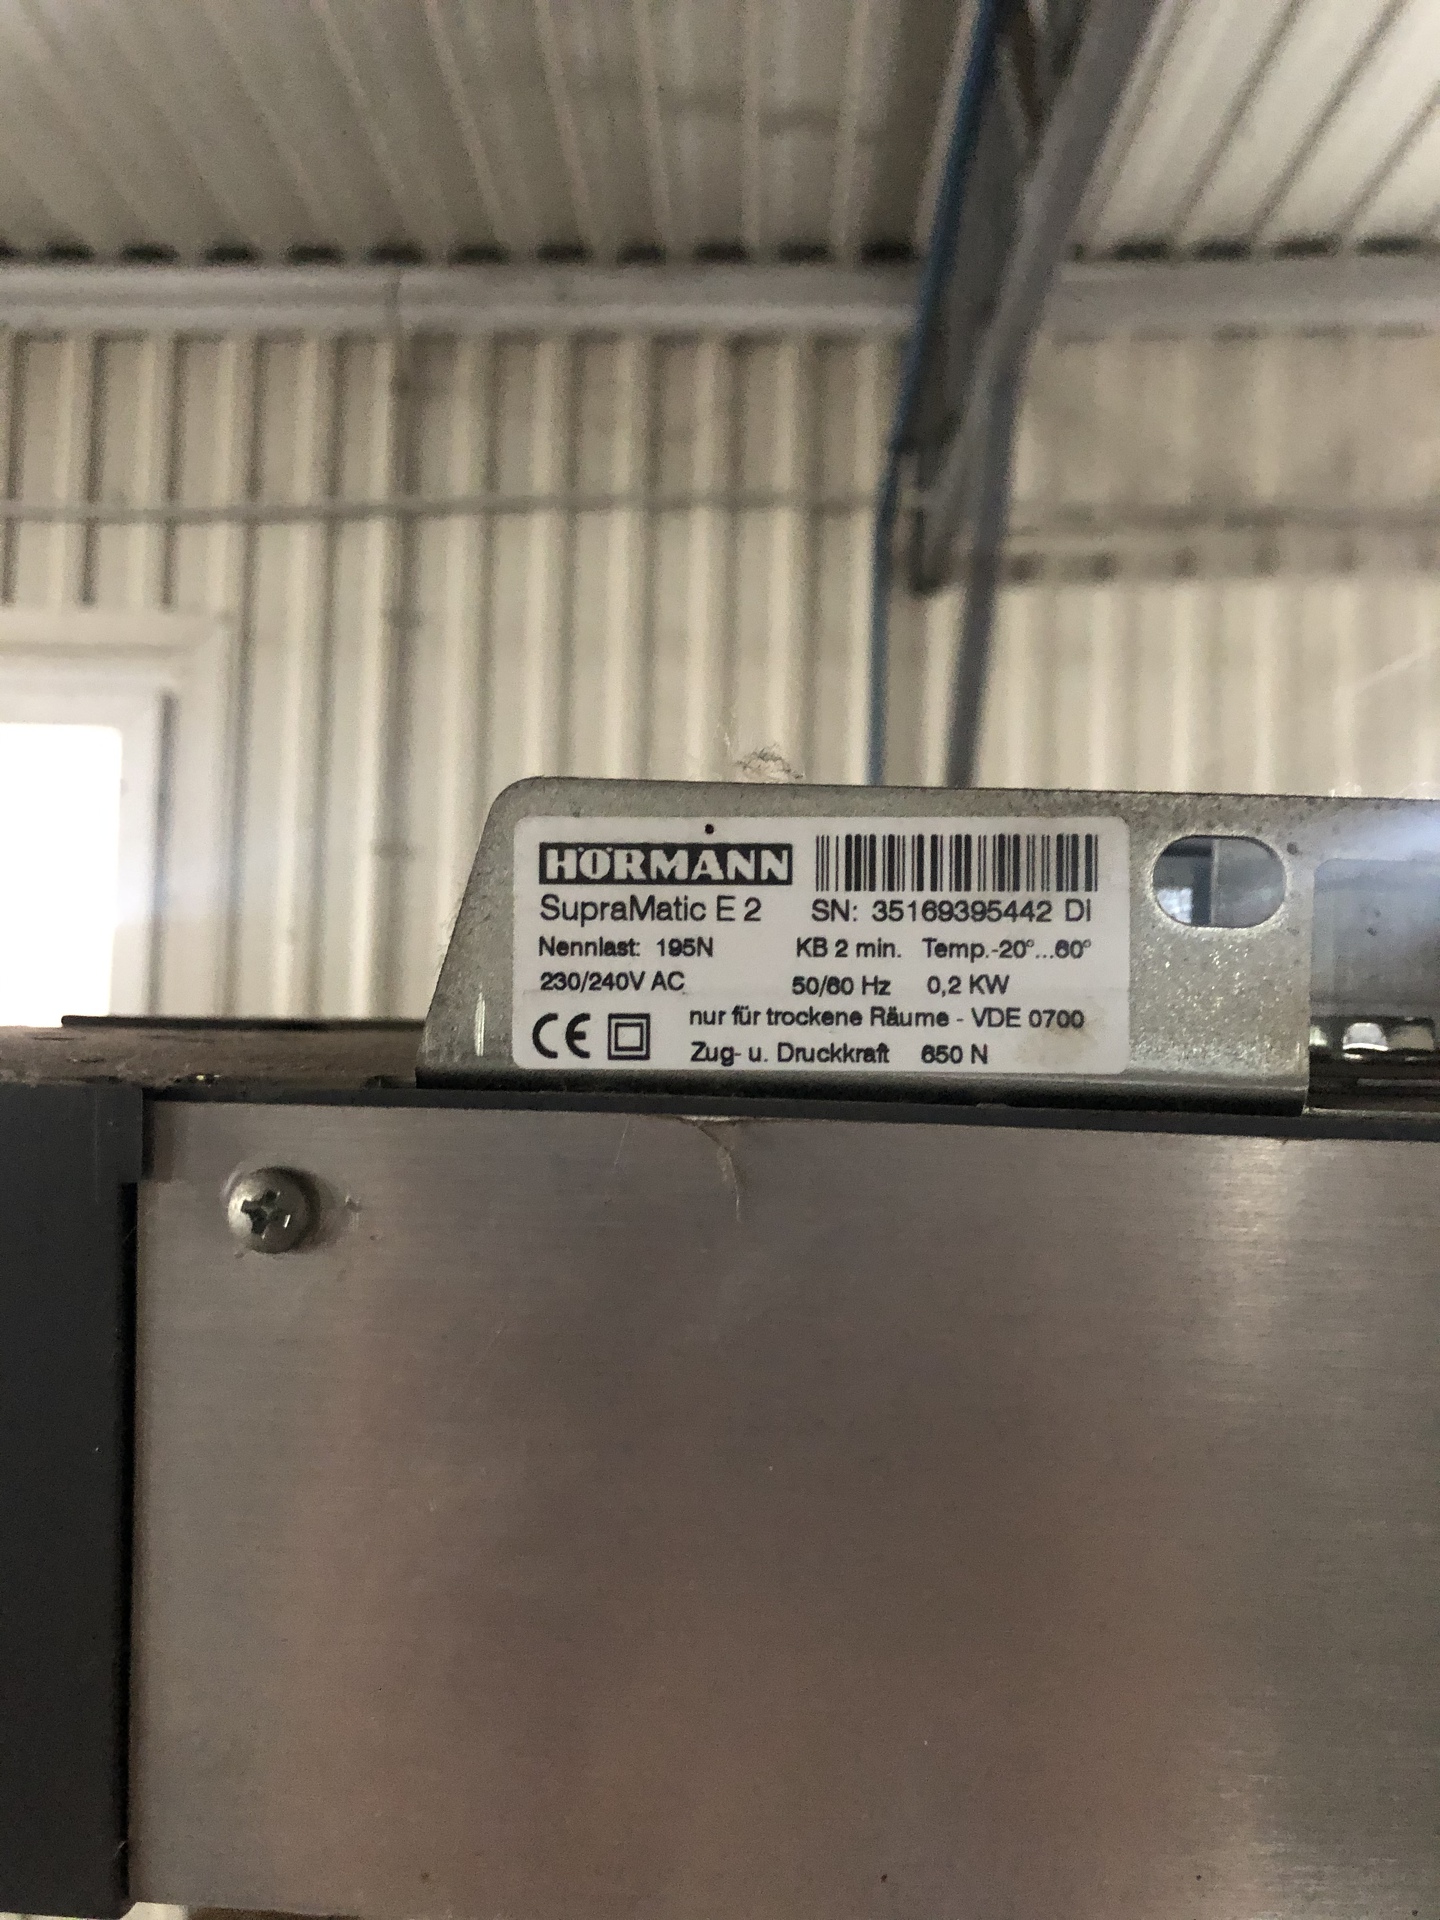 HÖRMANN
SupraMatic E 2 SN: 35169395442 DI
Nennlast: 195N KB 2 min. Temp.-20°...60°
230/240V AC 50/60 Hz 0,2 KW
CE nur für trockene Räume - VDE 0700
Zug- u. Druckkraft 650 N